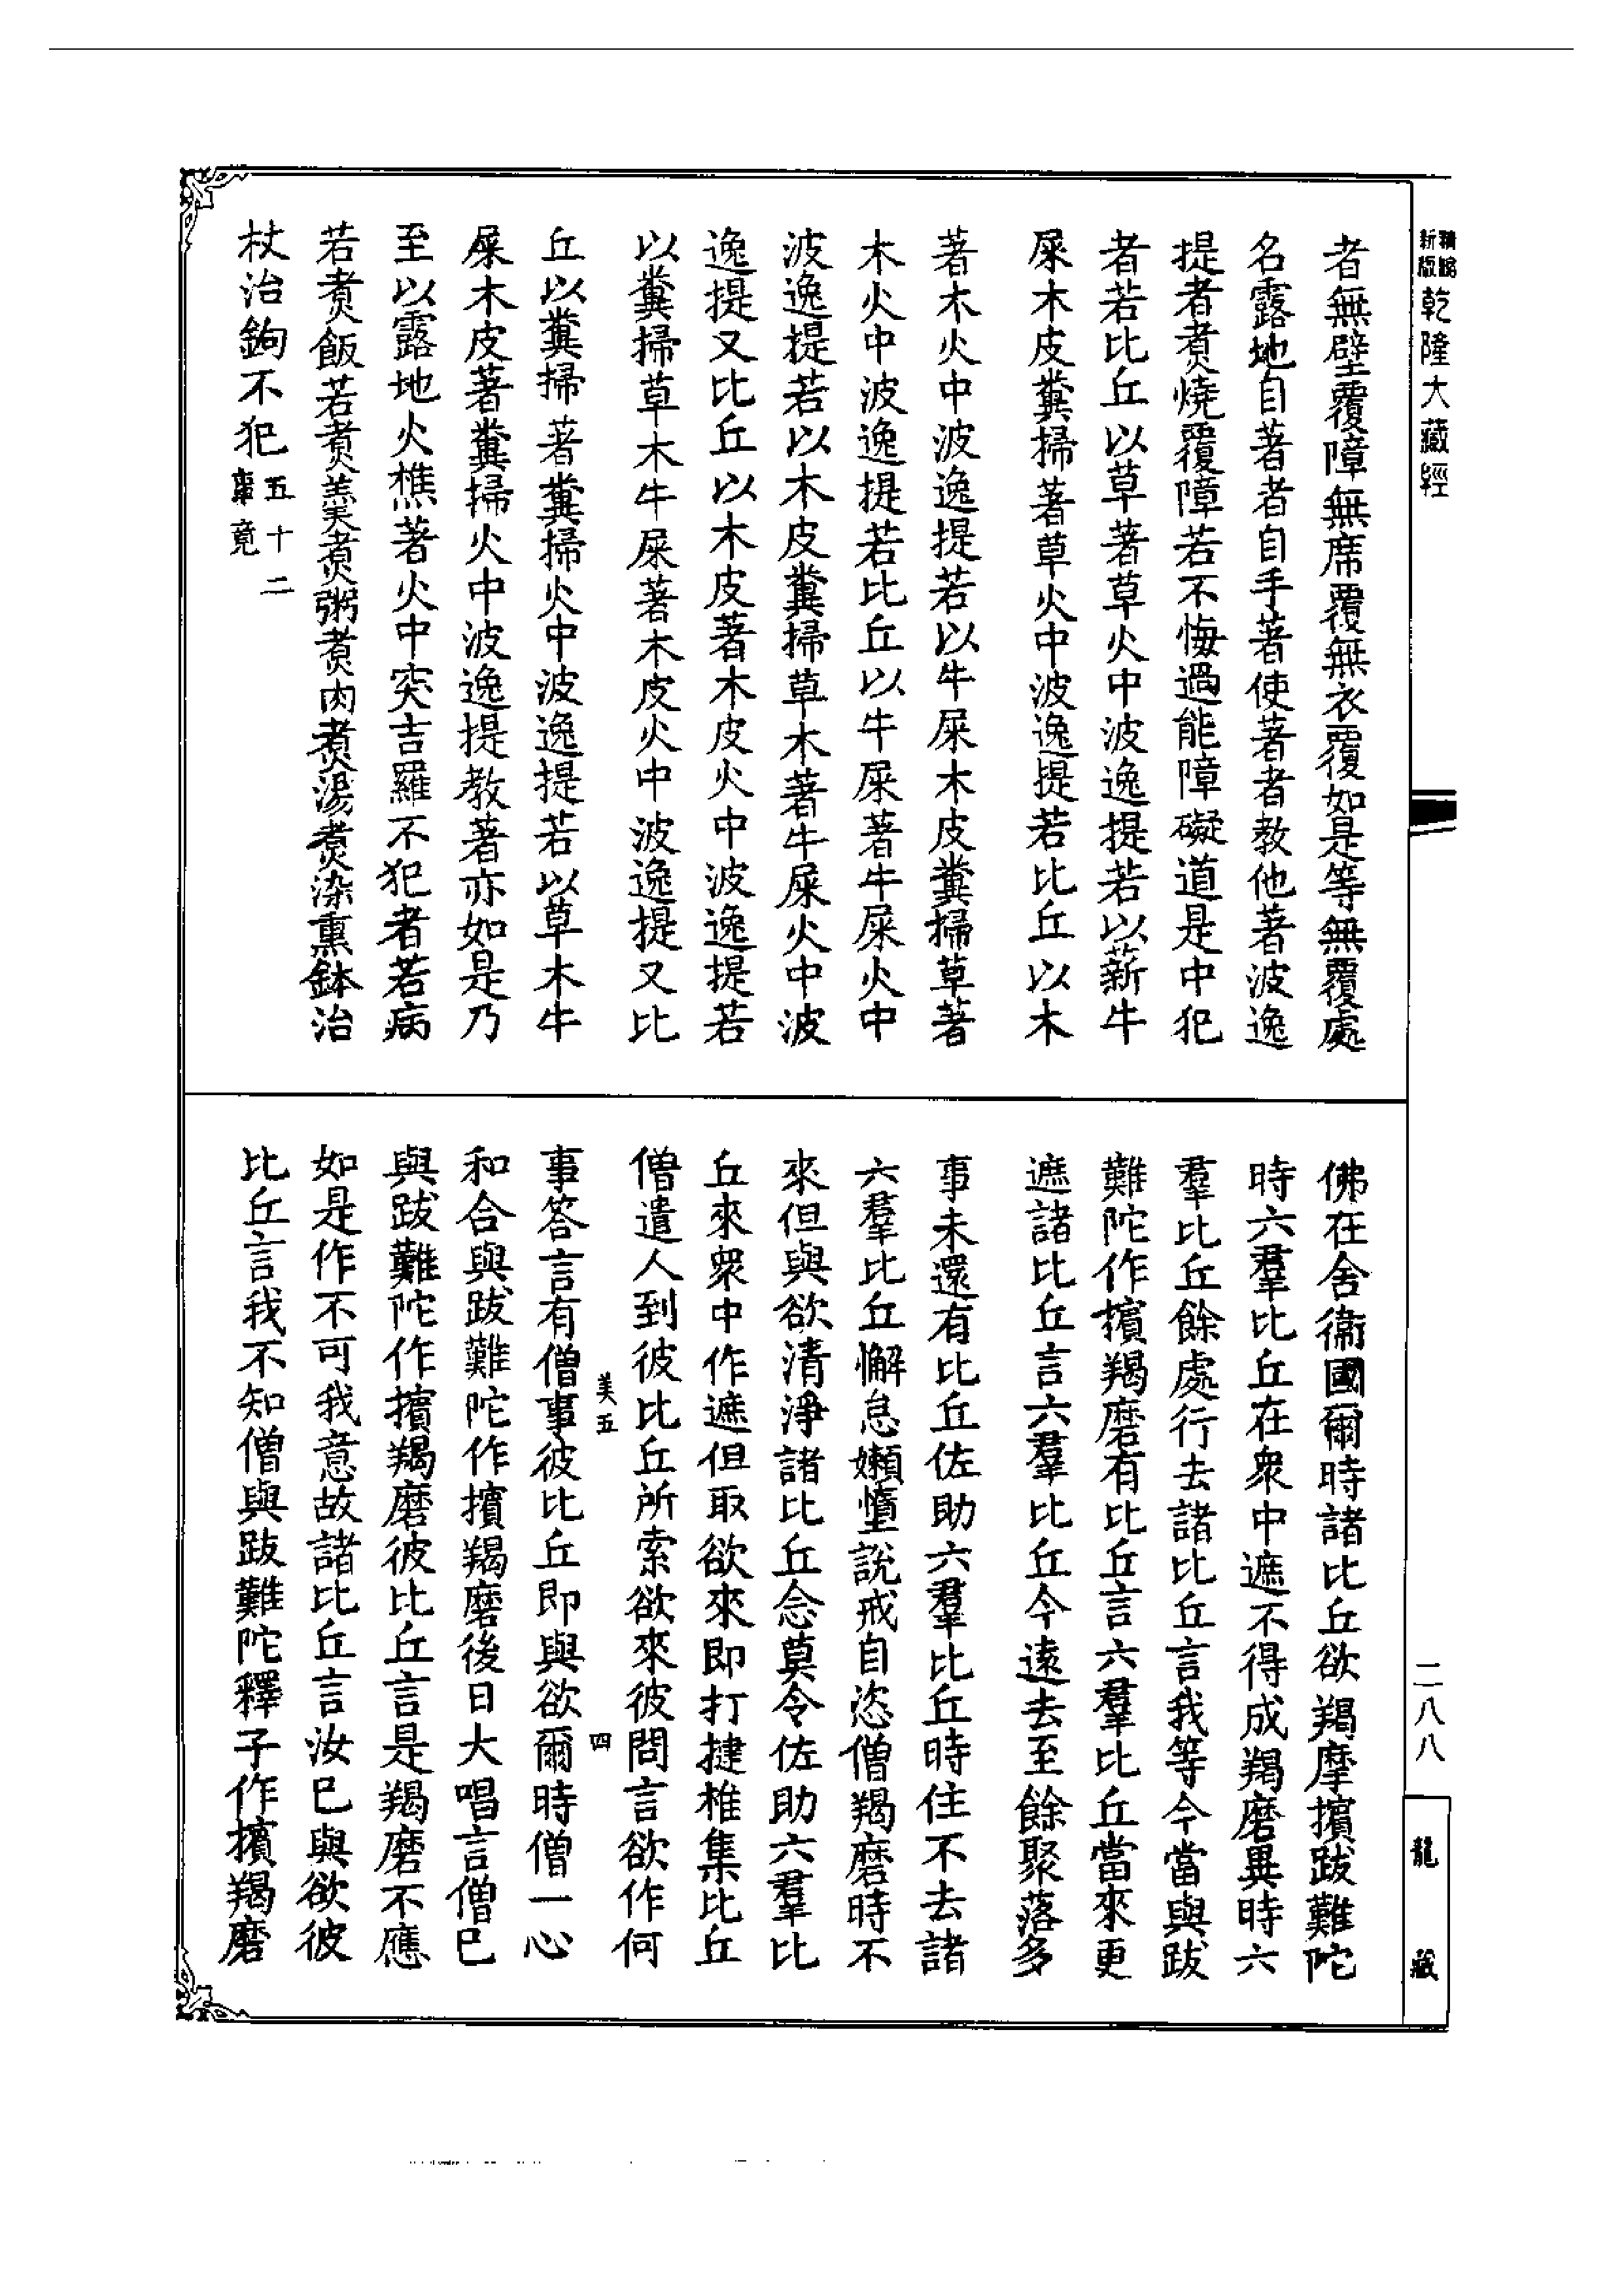 新版
精縮
乾隆大藏經
者無壁覆障無席覆無衣覆如是等無覆處
名露地自著者自手著使著者教他著波逸
提者煑燒覆障若不悔過能障礙道是中犯
者若比丘以草著草火中波逸提若以薪牛
屎木皮糞掃著草火中波逸提若比丘以木
著木火中波逸提若以牛屎木皮糞掃草著
木火中波逸提若比丘以牛屎著牛屎火中
波逸提若以木皮糞掃草木著牛屎火中波
逸提又比丘以木皮著木皮火中波逸提若
以糞掃草木牛屎著木皮火中波逸提又比
丘以糞掃著糞掃火中波逸提若以草木牛
屎木皮著糞掃火中波逸提教著亦如是乃
至以露地火樵著火中突吉羅不犯者若病
若煑飯若煑羹煑粥煑肉煑湯煑染熏鉢治
杖治鉤不犯五十二事竟
佛在舍衞國爾時諸比丘欲羯摩擯跋難陀
時六羣比丘在衆中遮不得成羯磨異時六
羣比丘餘處行去諸比丘言我等今當與跋
難陀作擯羯磨有比丘言六羣比丘當來更
遮諸比丘言六羣比丘今遠去至餘聚落多
事未還有比丘佐助六羣比丘時住不去諸
六羣比丘懈怠嬾墮說戒自恣僧羯磨時不
來但與欲清淨諸比丘念莫令佐助六羣比
丘來衆中作遮但取欲來即打揵椎集比丘
僧遣人到彼比丘所索欲來彼問言欲作何
美五
四
事答言有僧事彼比丘即與欲爾時僧一心
和合與跋難陀作擯羯磨後日大唱言僧巳
與跋難陀作擯羯磨彼比丘言是羯磨不應
如是作不可我意故諸比丘言汝巳與欲彼
比丘言我不知僧與跋難陀釋子作擯羯磨
二八八
龍藏